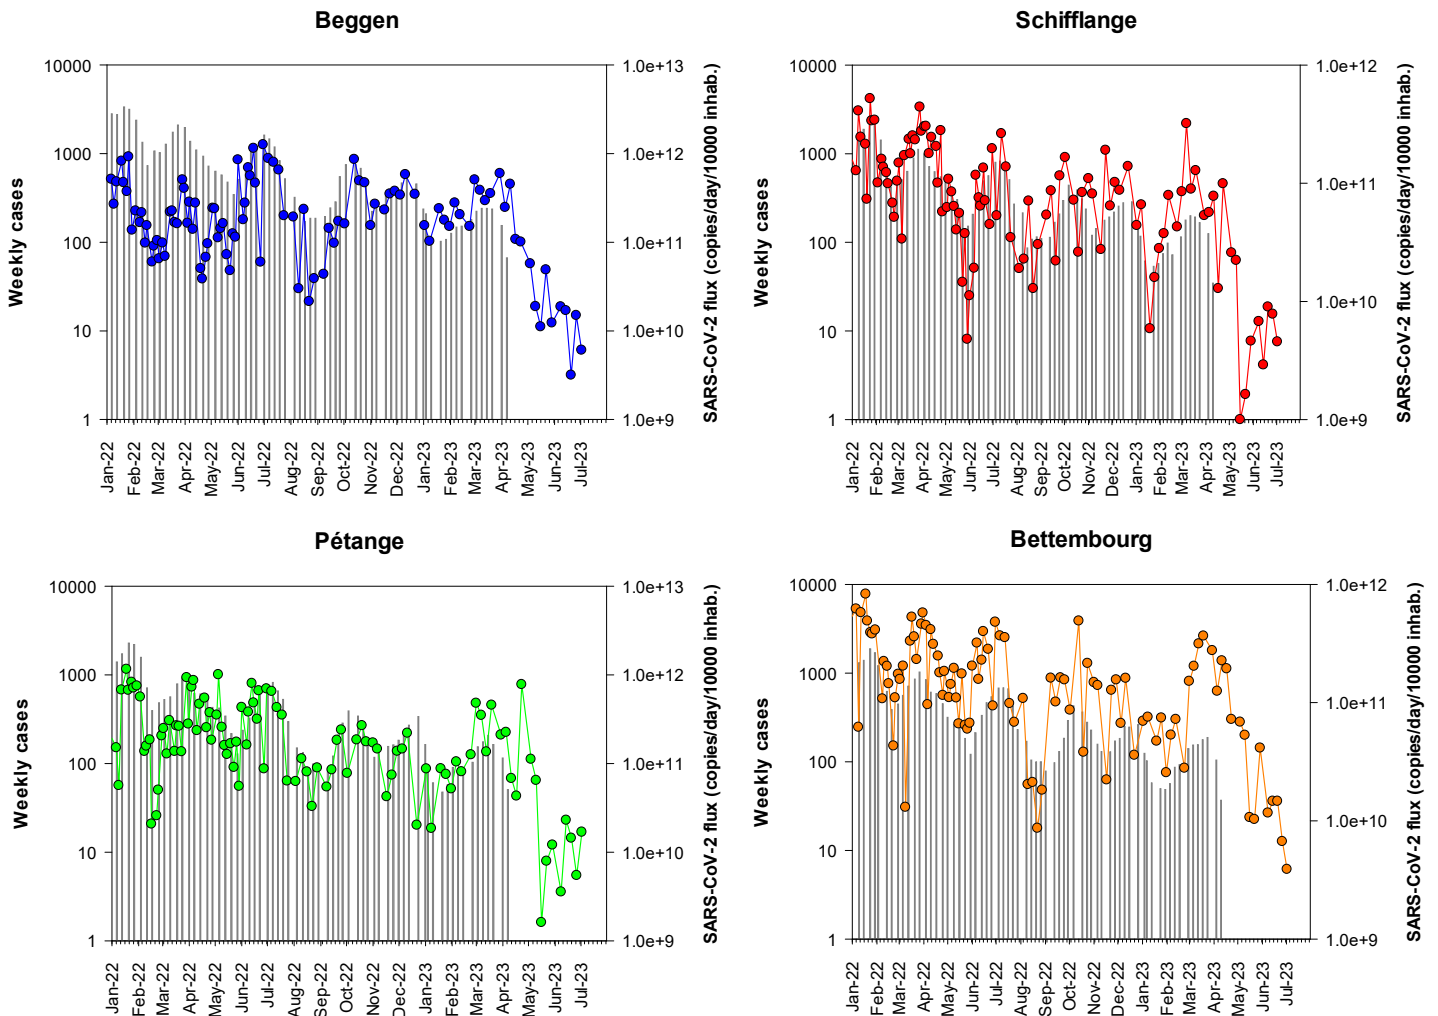 Beggen
Weekly cases
10000
1000
100
10
1
1.0e+13
1.0e+12
1.0e+11
1.0e+10
1.0e+9
SARS-CoV-2 flux (copies/day/10000 inhab.)
Jan-22
Feb-22
Mar-22
Apr-22
May-22
Jun-22
Jul-22
Aug-22
Sep-22
Oct-22
Nov-22
Dec-22
Jan-23
Feb-23
Mar-23
Apr-23
May-23
Jun-23
Jul-23
Schifflange
Weekly cases
10000
1000
100
10
1
1.0e+12
1.0e+11
1.0e+10
1.0e+9
SARS-CoV-2 flux (copies/day/10000 inhab.)
Jan-22
Feb-22
Mar-22
Apr-22
May-22
Jun-22
Jul-22
Aug-22
Sep-22
Oct-22
Nov-22
Dec-22
Jan-23
Feb-23
Mar-23
Apr-23
May-23
Jun-23
Jul-23
Pétange
Weekly cases
10000
1000
100
10
1
1.0e+13
1.0e+12
1.0e+11
1.0e+10
1.0e+9
SARS-CoV-2 flux (copies/day/10000 inhab.)
Jan-22
Feb-22
Mar-22
Apr-22
May-22
Jun-22
Jul-22
Aug-22
Sep-22
Oct-22
Nov-22
Dec-22
Jan-23
Feb-23
Mar-23
Apr-23
May-23
Jun-23
Jul-23
Bettembourg
Weekly cases
10000
1000
100
10
1
1.0e+12
1.0e+11
1.0e+10
1.0e+9
SARS-CoV-2 flux (copies/day/10000 inhab.)
Jan-22
Feb-22
Mar-22
Apr-22
May-22
Jun-22
Jul-22
Aug-22
Sep-22
Oct-22
Nov-22
Dec-22
Jan-23
Feb-23
Mar-23
Apr-23
May-23
Jun-23
Jul-23